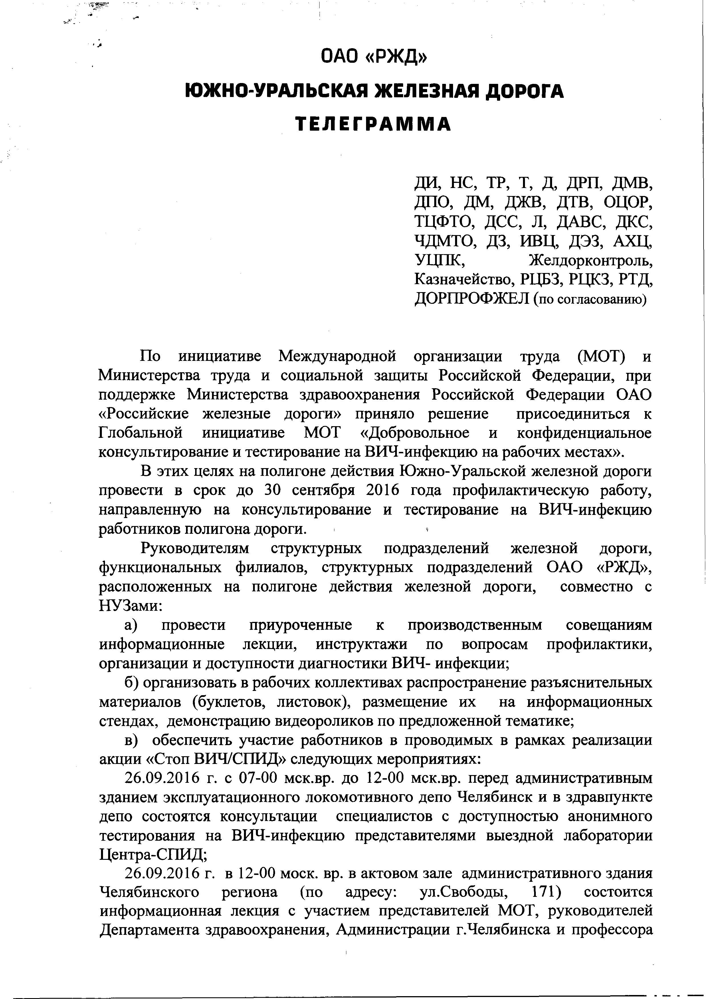 ОАО «РЖД»
ЮЖНО-УРАЛЬСКАЯ ЖЕЛЕЗНАЯ ДОРОГА
ТЕЛЕГРАММА
ДИ, НС, ТР, Т, Д, ДРП, ДМВ,
ДПО, ДМ, ДЖВ, ДТВ, ОЦОР,
ТЦФТО, ДСС, Л, ДАВС, ДКС,
ЧДМТО, ДЗ, ИВЦ, ДЭЗ, АХЦ,
УЦПК, Желдорконтроль,
Казначейство, РЦБЗ, РЦКЗ, РТД,
ДОРПРОФЖЕЛ (по согласованию)
По инициативе Международной организации труда (МОТ) и
Министерства труда и социальной защиты Российской Федерации, при
поддержке Министерства здравоохранения Российской Федерации ОАО
«Российские железные дороги» приняло решение присоединиться к
Глобальной инициативе МОТ «Добровольное и конфиденциальное
консультирование и тестирование на ВИЧ-инфекцию на рабочих местах».
В этих целях на полигоне действия Южно-Уральской железной дороги
провести в срок до 30 сентября 2016 года профилактическую работу,
направленную на консультирование и тестирование на ВИЧ-инфекцию
работников полигона дороги.
Руководителям структурных подразделений железной дороги,
функциональных филиалов, структурных подразделений ОАО «РЖД»,
расположенных на полигоне действия железной дороги, совместно с
НУЗами:
а) провести приуроченные к производственным совещаниям
информационные лекции, инструктажи по вопросам профилактики,
организации и доступности диагностики ВИЧ- инфекции;
б) организовать в рабочих коллективах распространение разъяснительных
материалов (буклетов, листовок), размещение их на информационных
стендах, демонстрацию видеороликов по предложенной тематике;
в) обеспечить участие работников в проводимых в рамках реализации
акции «Стоп ВИЧ/СПИД» следующих мероприятиях:
26.09.2016 г. с 07-00 мск.вр. до 12-00 мск.вр. перед административным
зданием эксплуатационного локомотивного депо Челябинск и в здравпункте
депо состоятся консультации специалистов с доступностью анонимного
тестирования на ВИЧ-инфекцию представителями выездной лаборатории
Центра-СПИД;
26.09.2016 г. в 12-00 моск. вр. в актовом зале административного здания
Челябинского региона (по адресу: ул.Свободы, 171) состоится
информационная лекция с участием представителей МОТ, руководителей
Департамента здравоохранения, Администрации г.Челябинска и профессора